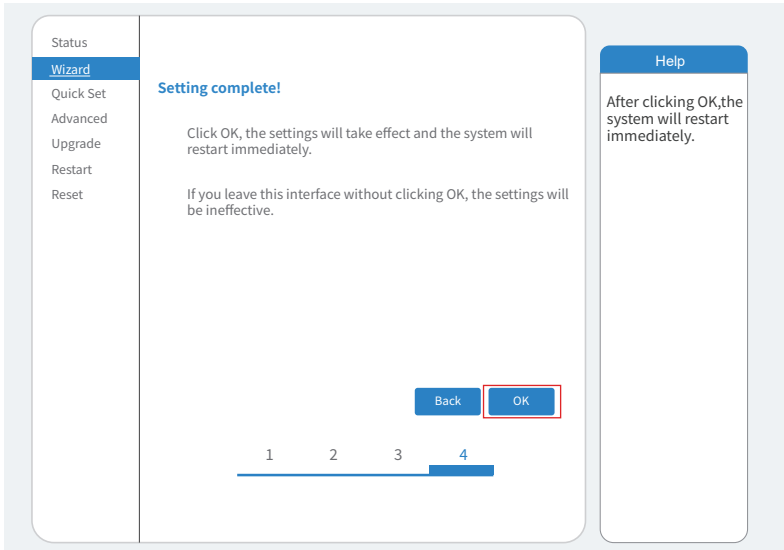 Status
Wizard
Quick Set
Advanced
Upgrade
Restart
Reset
Setting complete!
Click OK, the settings will take effect and the system will
restart immediately.
If you leave this interface without clicking OK, the settings will
be ineffective.
Back
OK
1 2 3 4
Help
After clicking OK,the
system will restart
immediately.